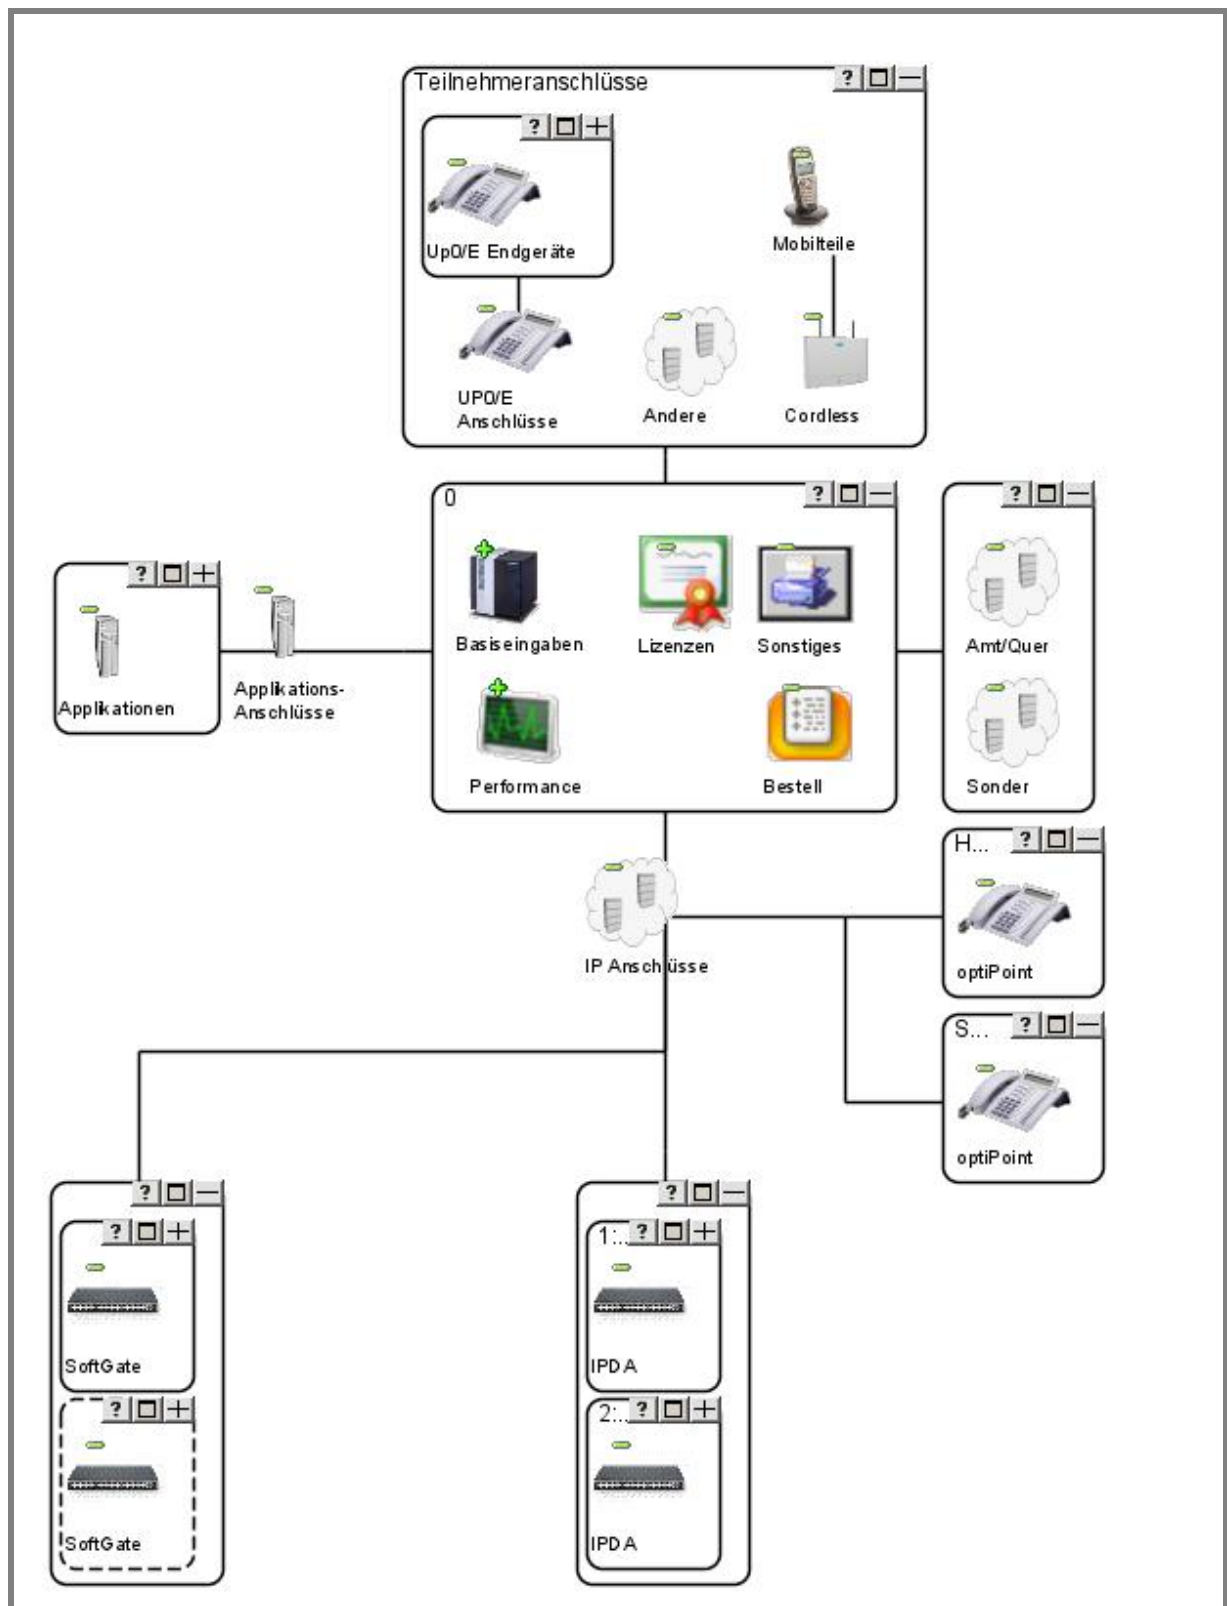 Teilnehmeranschlüsse
? 
Up0/E Endgeräte
?
Mobilteile
UP0/E
Anschlüsse
Andere
Cordless
0
?
?
Basiseingaben
Lizenzen
Sonstiges
Amt/Quer
?
Applikationen
Applikations-
Anschlüsse
Performance
Bestell
Sonder
H...
?
optiPoint
IP Anschlüsse
S...
?
optiPoint
?
?
?
SoftGate
1:..
?
IPDA
?
SoftGate
2:..
?
IPDA